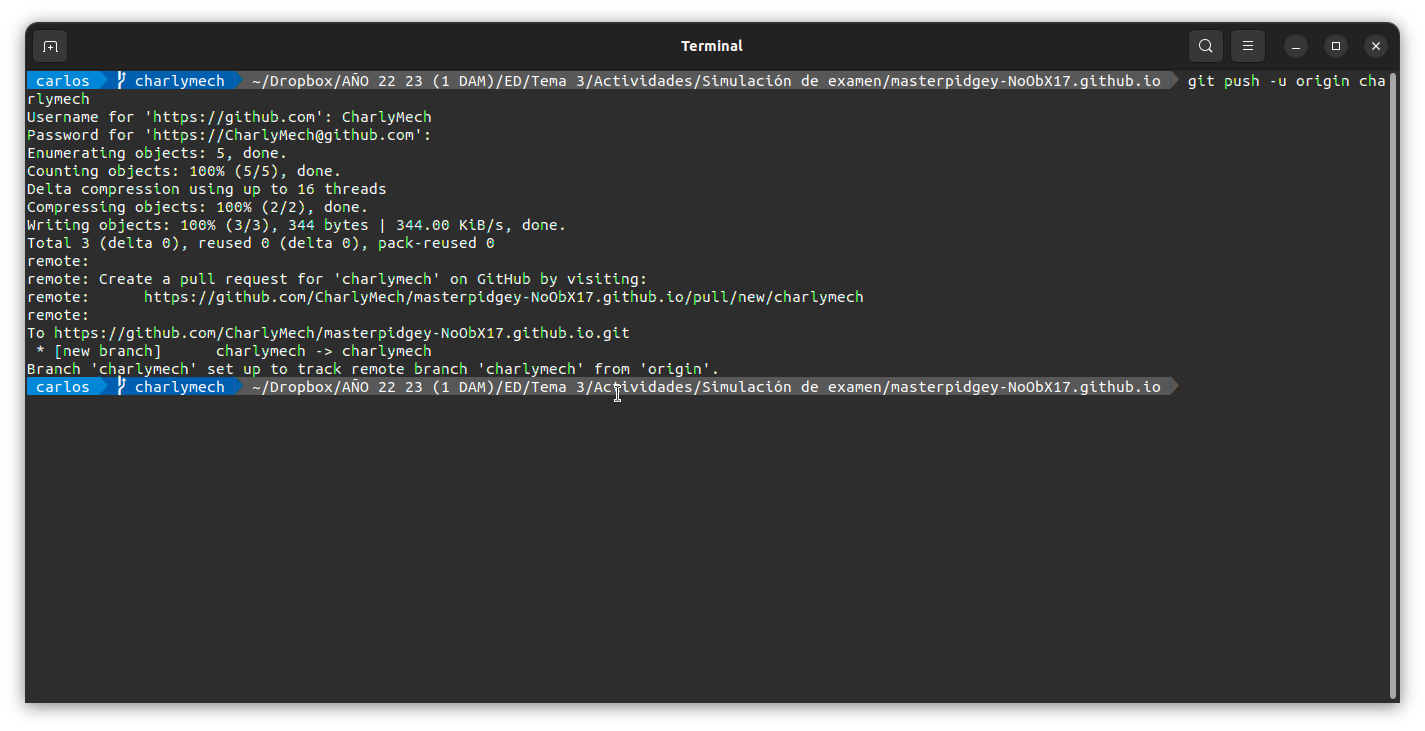 Terminal
carlos charlymech ~/Dropbox/AÑO 22 23 (1 DAM)/ED/Tema 3/Actividades/Simulación de examen/masterpidgey-NoObX17.github.io git push -u origin cha
rlymech
Username for 'https://github.com': CharlyMech
Password for 'https://CharlyMech@github.com':
Enumerating objects: 5, done.
Counting objects: 100% (5/5), done.
Delta compression using up to 16 threads
Compressing objects: 100% (2/2), done.
Writing objects: 100% (3/3), 344 bytes | 344.00 KiB/s, done.
Total 3 (delta 0), reused 0 (delta 0), pack-reused 0
remote:
remote: Create a pull request for 'charlymech' on GitHub by visiting:
remote:      https://github.com/CharlyMech/masterpidgey-NoObX17.github.io/pull/new/charlymech
remote:
To https://github.com/CharlyMech/masterpidgey-NoObX17.github.io.git
 * [new branch]      charlymech -> charlymech
Branch 'charlymech' set up to track remote branch 'charlymech' from 'origin'.
carlos charlymech ~/Dropbox/AÑO 22 23 (1 DAM)/ED/Tema 3/Actividades/Simulación de examen/masterpidgey-NoObX17.github.io